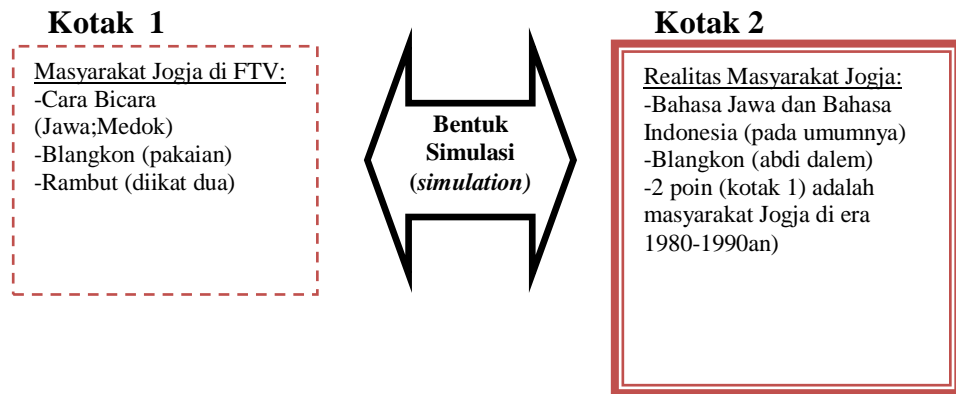 Kotak 1
Masyarakat Jogja di FTV:
-Cara Bicara
(Jawa;Medok)
-Blangkon (pakaian)
-Rambut (diikat dua)
Bentuk
Simulasi
(simulation)
Kotak 2
Realitas Masyarakat Jogja:
-Bahasa Jawa dan Bahasa
Indonesia (pada umumnya)
-Blangkon (abdi dalem)
-2 poin (kotak 1) adalah
masyarakat Jogja di era
1980-1990an)